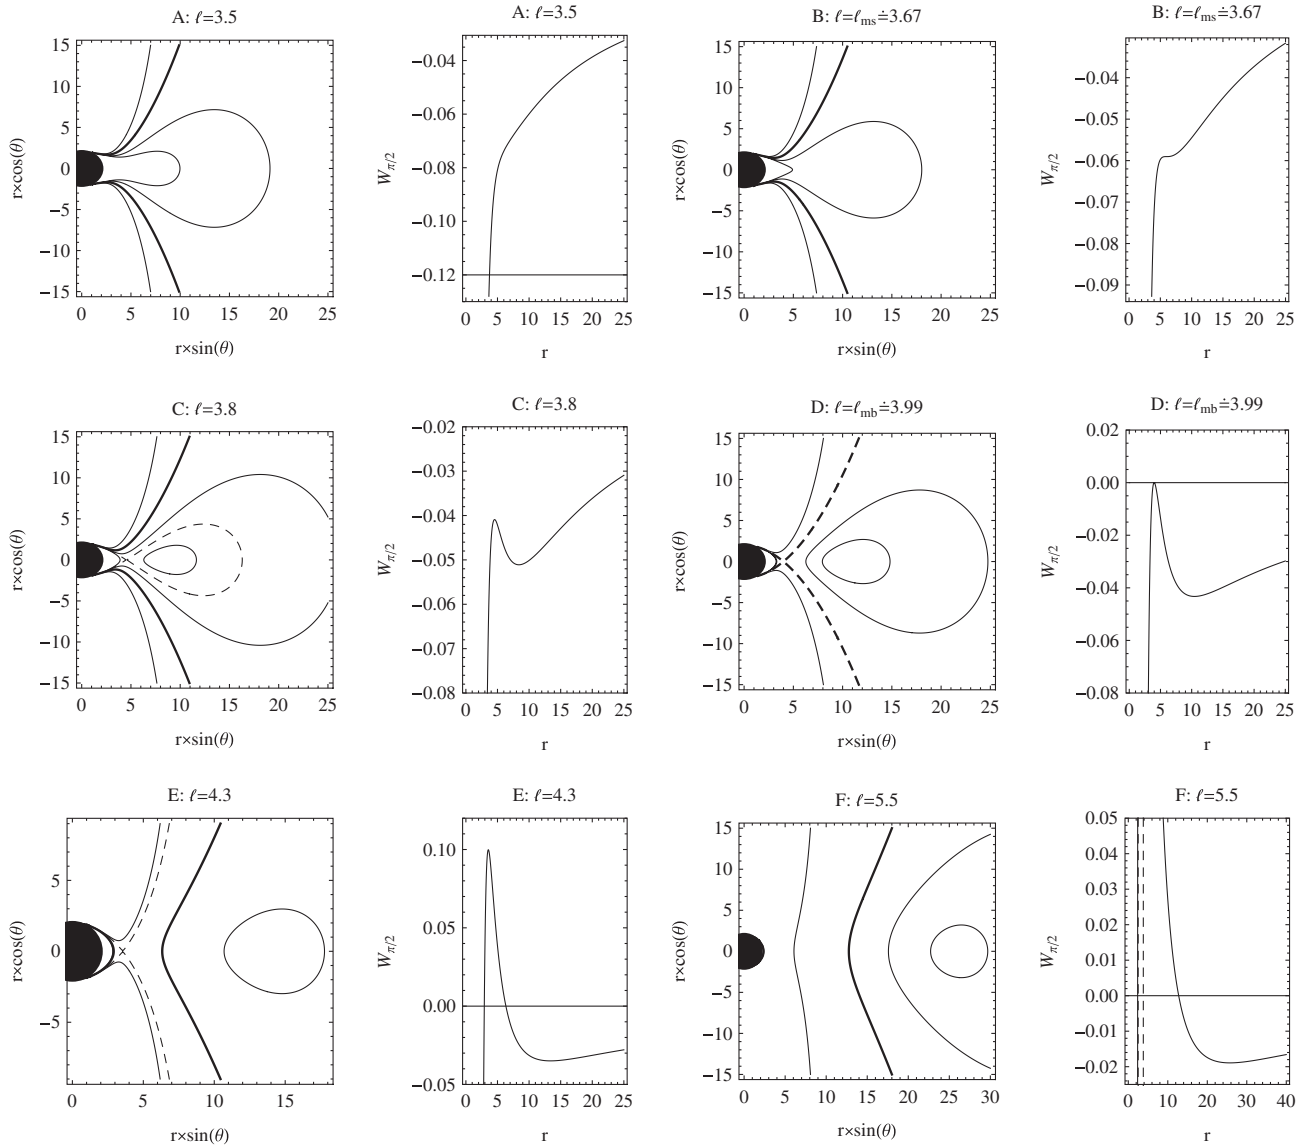 A: ℓ=3.5
A: ℓ=3.5
B: ℓ=ℓms≐3.67
B: ℓ=ℓms≐3.67
15
10
5
0
−5
−10
−15
r×cos(θ)
0 5 10 15 20 25
r×sin(θ)
−0.04
−0.06
−0.08
−0.10
−0.12
Wπ/2
0 5 10 15 20 25
r
15
10
5
0
−5
−10
−15
r×cos(θ)
0 5 10 15 20 25 30
r×sin(θ)
−0.04
−0.05
−0.06
−0.07
−0.08
−0.09
Wπ/2
0 5 10 15 20 25
r
C: ℓ=3.8
C: ℓ=3.8
D: ℓ=ℓmb≐3.99
D: ℓ=ℓmb≐3.99
15
10
5
0
−5
−10
−15
r×cos(θ)
0 5 10 15 20 25
r×sin(θ)
−0.02
−0.03
−0.04
−0.05
−0.06
−0.07
−0.08
Wπ/2
0 5 10 15 20 25
r
15
10
5
0
−5
−10
−15
r×cos(θ)
0 5 10 15 20 25
r×sin(θ)
0.02
0.00
−0.02
−0.04
−0.06
−0.08
Wπ/2
0 5 10 15 20 25
r
E: ℓ=4.3
E: ℓ=4.3
F: ℓ=5.5
F: ℓ=5.5
5
0
−5
r×cos(θ)
0 5 10 15
r×sin(θ)
0.10
0.05
0.00
−0.05
Wπ/2
0 5 10 15 20 25
r
15
10
5
0
−5
−10
−15
r×cos(θ)
0 5 10 15 20 25 30
r×sin(θ)
0.05
0.04
0.03
0.02
0.01
0.00
−0.01
−0.02
Wπ/2
0 10 20 30 40
r